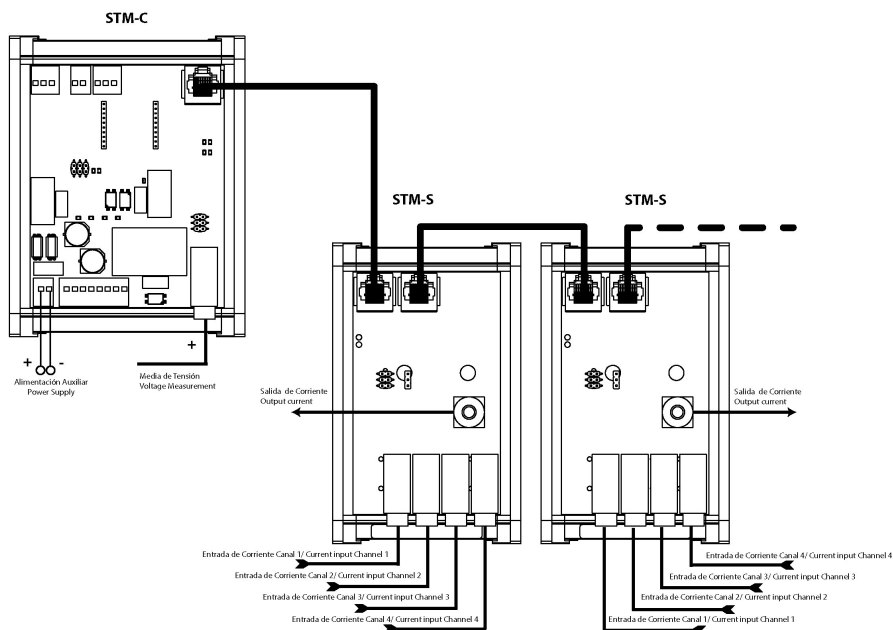 STM-C
STM-S
STM-S
+
-
Alimentación Auxiliar
Power Supply
+
Media de Tensión
Voltage Measurement
Salida de Corriente
Output current
Salida de Corriente
Output current
Entrada de Corriente Canal 1/ Current input Channel 1
Entrada de Corriente Canal 2/ Current input Channel 2
Entrada de Corriente Canal 3/ Current input Channel 3
Entrada de Corriente Canal 4/ Current input Channel 4
Entrada de Corriente Canal 4/ Current input Channel 4
Entrada de Corriente Canal 3/ Current input Channel 3
Entrada de Corriente Canal 2/ Current input Channel 2
Entrada de Corriente Canal 1/ Current input Channel 1